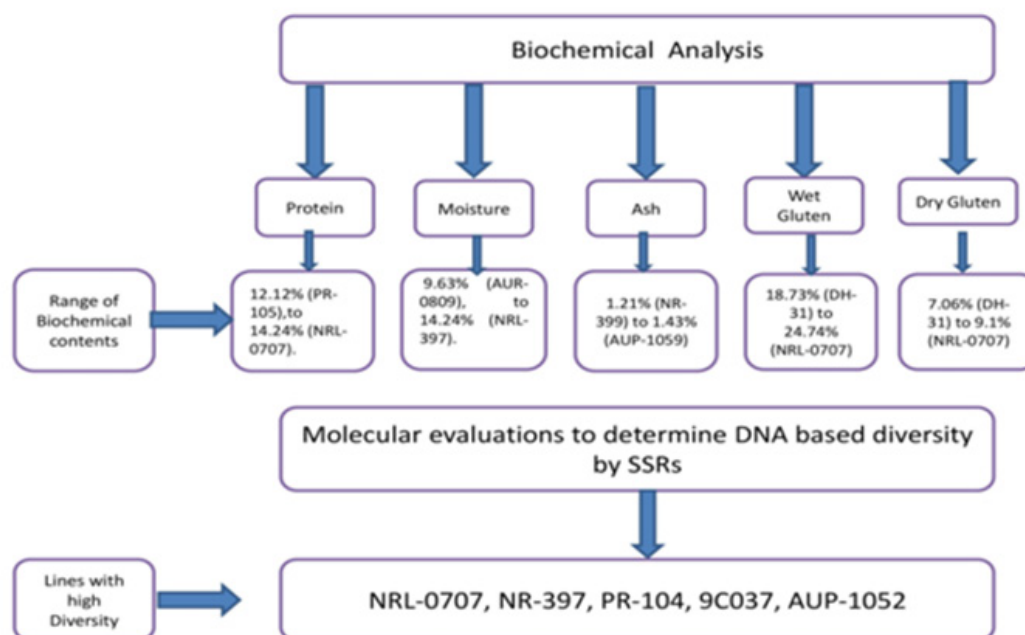 Biochemical Analysis
Protein
Moisture
Ash
Wet
Gluten
Dry Gluten
Range of
Biochemical
contents
12.12% (PR-
105),to
14.24% (NRL-
0707).
9.63% (AUR-
0809), to
14.24% (NRL-
397).
1.21% (NR-
399) to 1.43%
(AUP-1059)
18.73% (DH-
31) to
24.74%
(NRL-0707)
7.06% (DH-
31) to 9.1%
(NRL-0707)
Molecular evaluations to determine DNA based diversity
by SSRs
Lines with
high
Diversity
NRL-0707, NR-397, PR-104, 9C037, AUP-1052